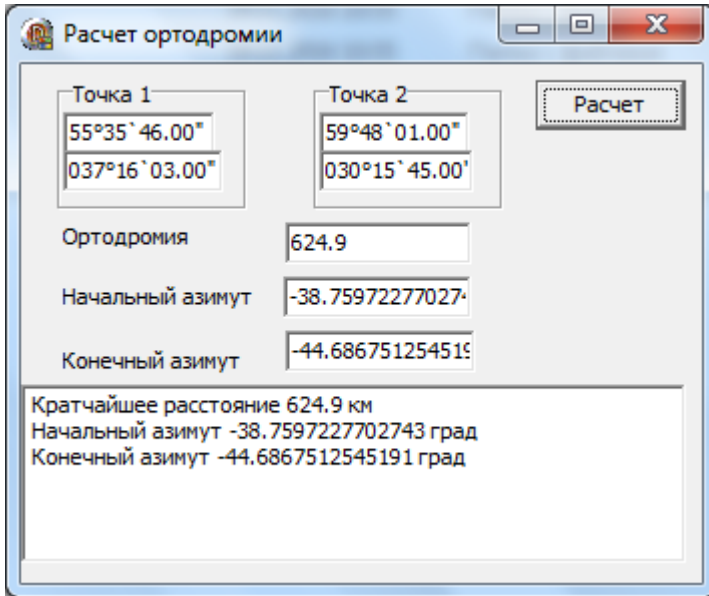 Расчет ортодромии
Точка 1
Точка 2
Расчет
55°35`46.00"
59°48`01.00"
037°16`03.00"
030°15`45.00'
Ортодромия
624.9
Начальный азимут
-38.759722770274
Конечный азимут
-44.686751254519
Кратчайшее расстояние 624.9 км
Начальный азимут -38.7597227702743 град
Конечный азимут -44.6867512545191 град